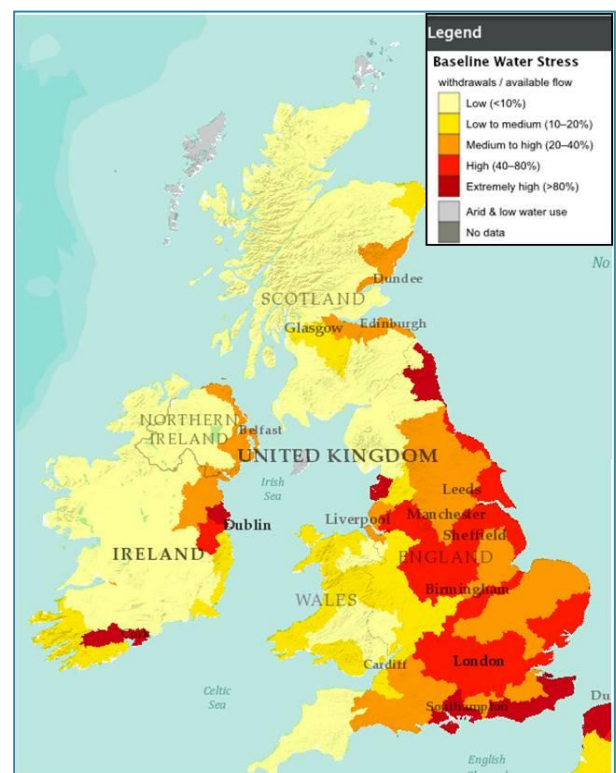 Legend
Baseline Water Stress
withdrawals / available flow
Low (<10%)
Low to medium (10–20%)
Medium to high (20–40%)
High (40–80%)
Extremely high (>80%)
Arid & low water use
No data
No
Dundee
SCOTLAND
Glasgow
Edinburgh
NORTHERN
IRELAND
Belfast
UNITED KINGDOM
Irish
Sea
Leeds
Manchester
Liverpool
Sheffield
Dublin
IRELAND
ENGLAND
Birmingham
WALES
Cork
Cardiff
London
Celtic
Sea
Southampton
Du
English